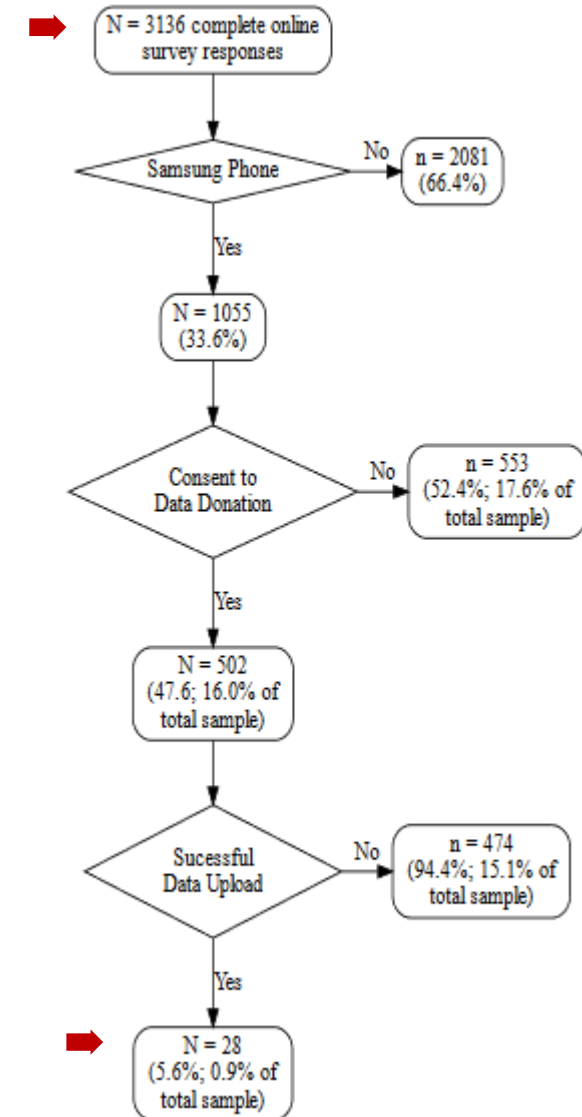 N = 3136 complete online
survey responses
Samsung Phone
No
n = 2081
(66.4%)
Yes
N = 1055
(33.6%)
Consent to
Data Donation
No
n = 553
(52.4%; 17.6% of
total sample)
Yes
N = 502
(47.6; 16.0% of
total sample)
Sucessful
Data Upload
No
n = 474
(94.4%; 15.1% of
total sample)
Yes
N = 28
(5.6%; 0.9% of
total sample)